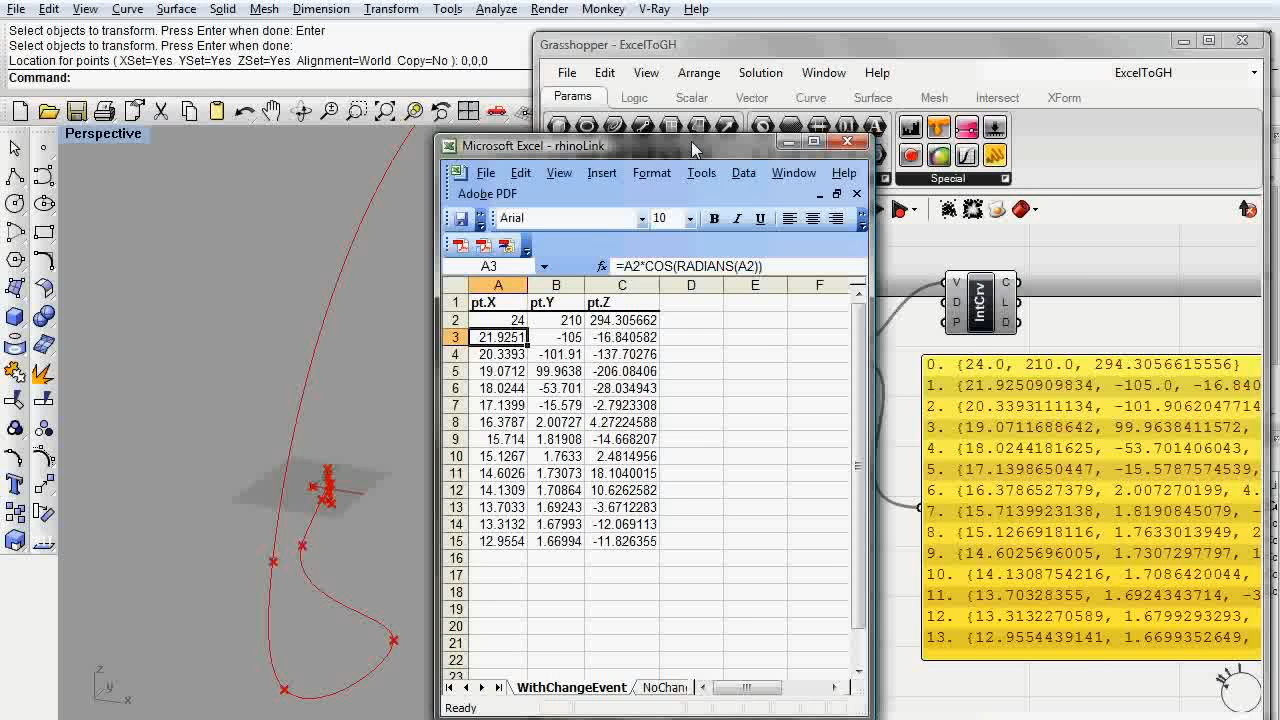 File Edit View Curve Surface Solid Mesh Dimension Transform Tools Analyze Render Monkey V-Ray Help
Select objects to transform. Press Enter when done: Enter
Select objects to transform. Press Enter when done:
Location for points ( XSet=Yes YSet=Yes ZSet=Yes Alignment=World Copy=No ): 0,0,0
Command:
Perspective
z
y
x
Grasshopper - ExcelToGH
File Edit View Arrange Solution Window Help ExcelToGH
Params Logic Scalar Vector Curve Surface Mesh Intersect XForm
Special
Microsoft Excel - rhinoLink
File Edit View Insert Format Tools Data Window Help
Adobe PDF
Arial 10 B I U
A3 fx =A2*COS(RADIANS(A2))
A B C D E F
1 pt.X pt.Y pt.Z
2 24 210 294.305662
3 21.9251 -105 -16.840582
4 20.3393 -101.91 -137.70276
5 19.0712 99.9638 -206.08406
6 18.0244 -53.701 -28.034943
7 17.1399 -15.579 -2.7923308
8 16.3787 2.00727 4.27224588
9 15.714 1.81908 -14.668207
10 15.1267 1.7633 2.4814956
11 14.6026 1.73073 18.1040015
12 14.1309 1.70864 10.6262582
13 13.7033 1.69243 -3.6712283
14 13.3132 1.67993 -12.069113
15 12.9554 1.66994 -11.826355
16
17
18
19
20
21
22
23
WithChangeEvent NoChan
Ready
V C
D IntCrv L
P D
0. {24.0, 210.0, 294.3056615556}
1. {21.9250909834, -105.0, -16.840
2. {20.3393111134, -101.9062047714
3. {19.0711688642, 99.9638411572,
4. {18.0244181625, -53.701406043,
5. {17.1398650447, -15.5787574539,
6. {16.3786527379, 2.007270199, 4.
7. {15.7139923138, 1.8190845079, -
8. {15.1266918116, 1.7633013949, 2
9. {14.6025696005, 1.7307297797, 1
10. {14.1308754216, 1.7086420044,
11. {13.70328355, 1.6924343714, -3
12. {13.3132270589, 1.6799299293,
13. {12.9554439141, 1.6699352649,